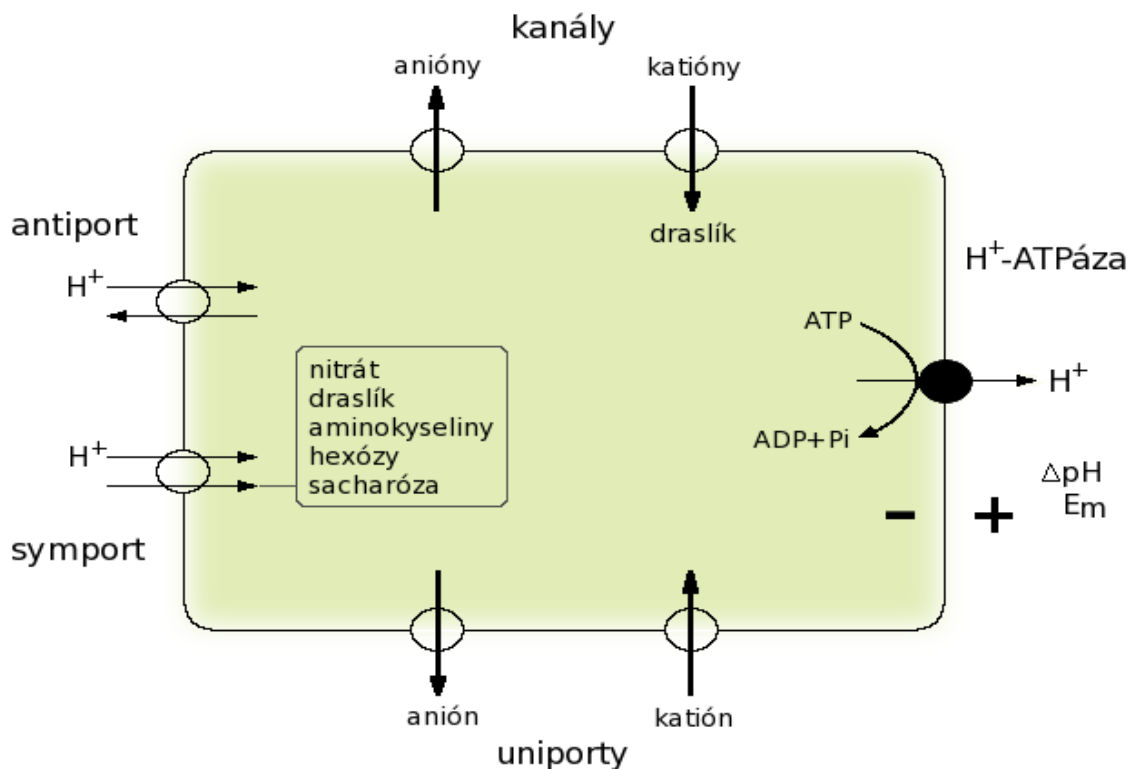 kanály
anióny
katióny
draslík
antiport
H⁺
H⁺-ATPáza
ATP
H⁺
ADP+Pi
nitrát
draslík
aminokyseliny
hexózy
sacharóza
H⁺
symport
ΔpH
Em
- +
anión
katión
uniporty